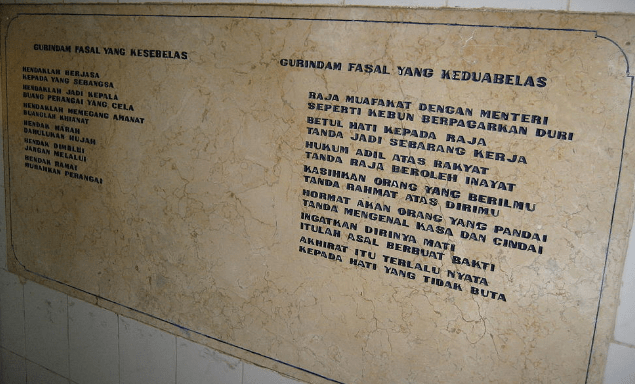 GURINDAM FASAL YANG KESEBELAS
HENDAKLAH BERJASA
KEPADA YANG SEBANGSA
HENDAKLAH JADI KEPALA
BUANG PERANGAI YANG CELA
HENDAKLAH MEMEGANG AMANAT
BUANGLAH KHIANAT
HENDAK MARAH
DAHULUKAN HUJAH
HENDAK DIMALUI
JANGAN MELALUI
HENDAK RAMAI
MURAHKAN PERANGAI
GURINDAM FASAL YANG KEDUABELAS
RAJA MUAFAKAT DENGAN MENTERI
SEPERTI KEBUN BERPAGARKAN DURI
BETUL HATI KEPADA RAJA
TANDA JADI SEBARANG KERJA
HUKUM ADIL ATAS RAKYAT
TANDA RAJA BEROLEH INAYAT
KASIHKAN ORANG YANG BERILMU
TANDA RAHMAT ATAS DIRIMU
HORMAT AKAN ORANG YANG PANDAI
TANDA MENGENAL KASA DAN CINDAI
INGATKAN DIRINYA MATI
ITULAH ASAL BERBUAT BAKTI
AKHIRAT ITU TERLALU NYATA
KEPADA HATI YANG TIDAK BUTA